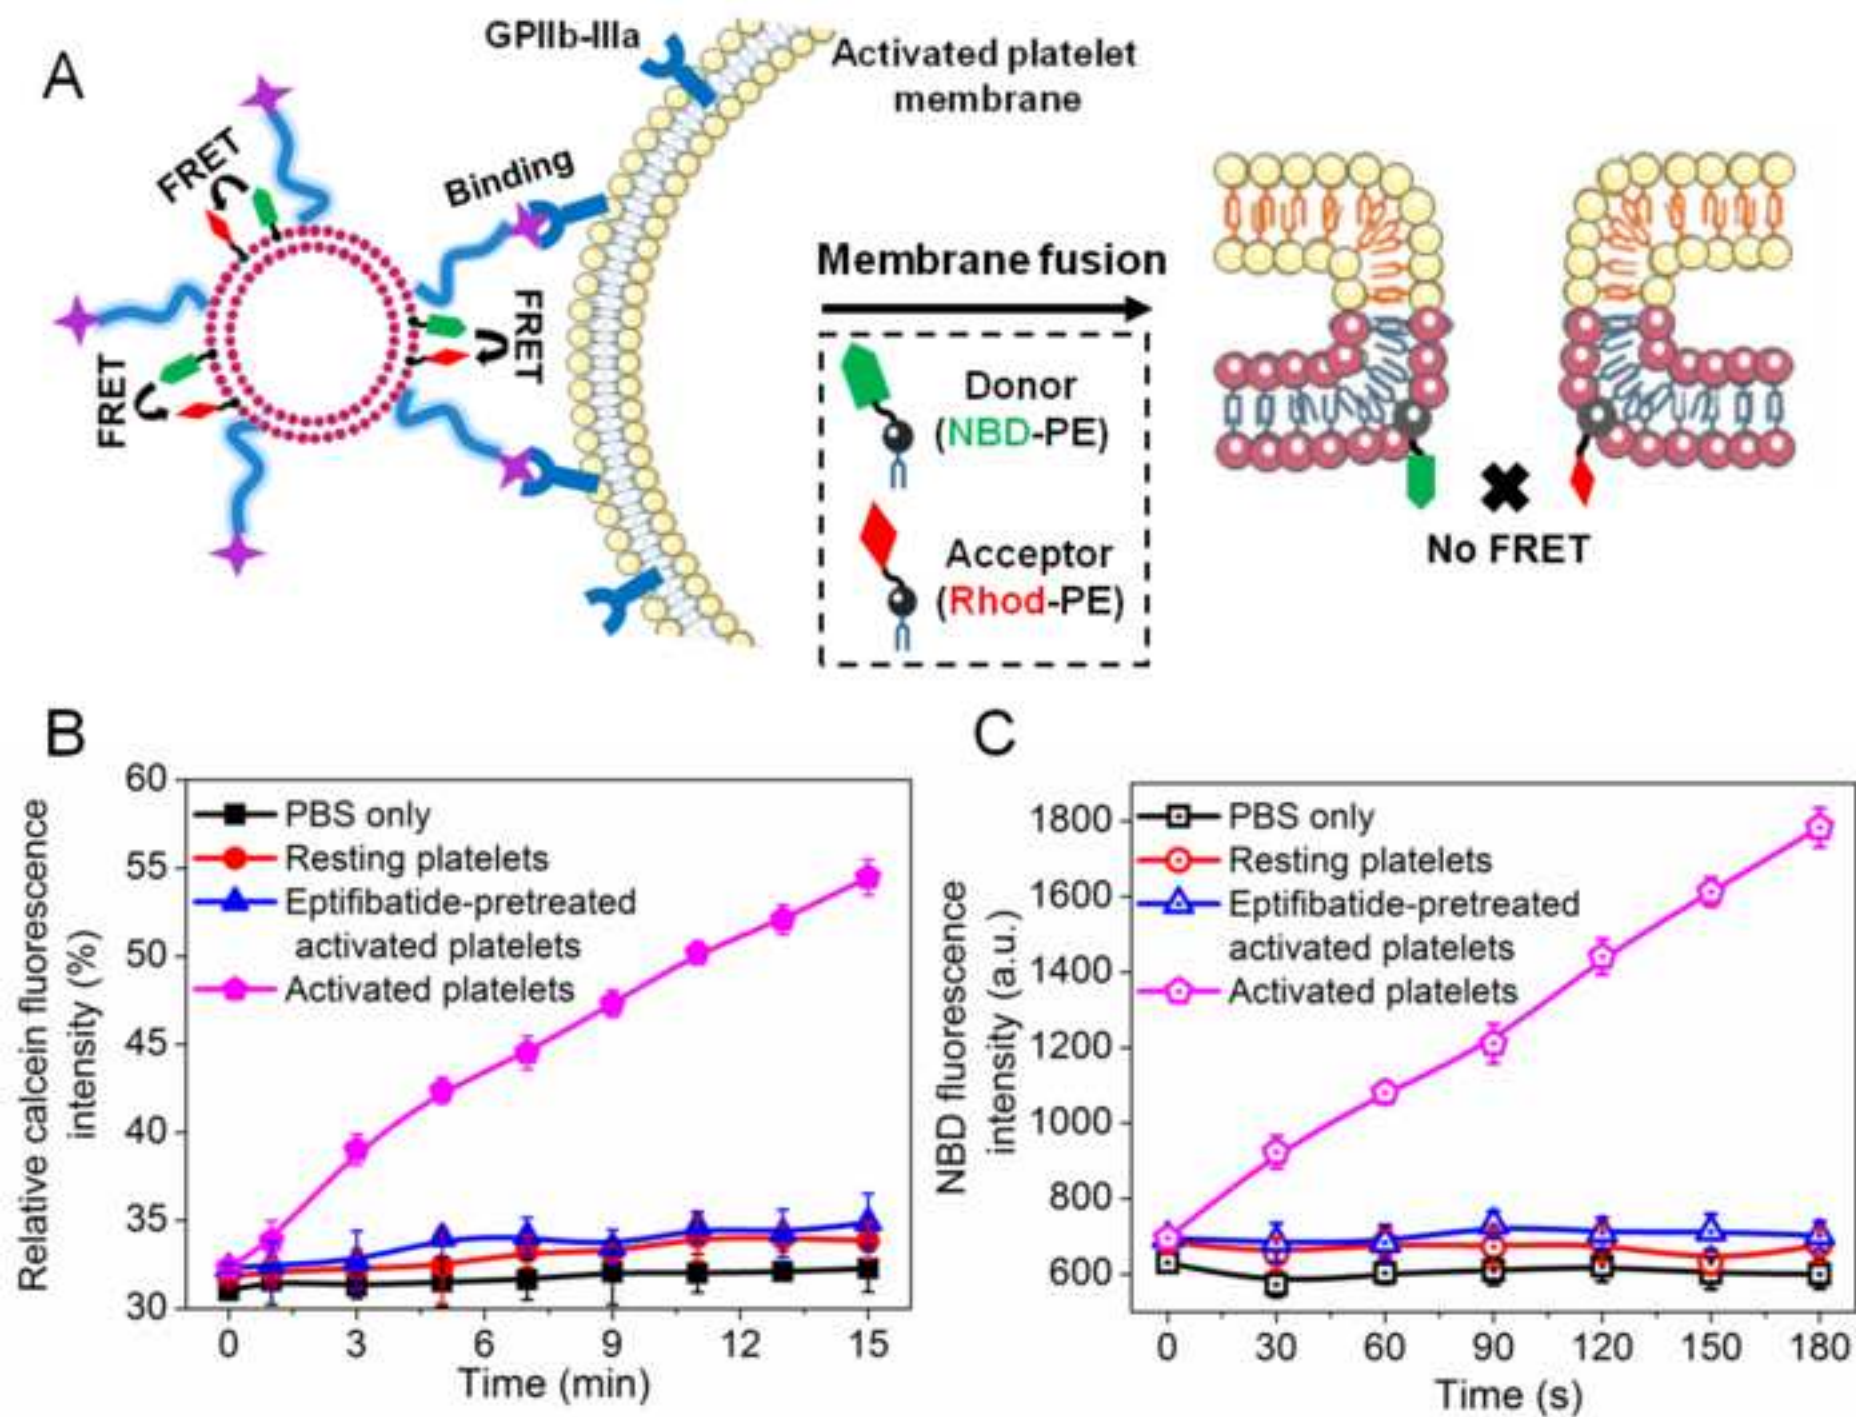 A
GPIIb-IIIa
Activated platelet
membrane
FRET
Binding
FRET
FRET
Membrane fusion
Donor
(NBD-PE)
Acceptor
(Rhod-PE)
No FRET
B
Relative calcein fluorescence
intensity (%)
60
55
50
45
40
35
30
PBS only
Resting platelets
Eptifibatide-pretreated
activated platelets
Activated platelets
0 3 6 9 12 15
Time (min)
C
NBD fluorescence
intensity (a.u.)
1800
1600
1400
1200
1000
800
600
PBS only
Resting platelets
Eptifibatide-pretreated
activated platelets
Activated platelets
0 30 60 90 120 150 180
Time (s)